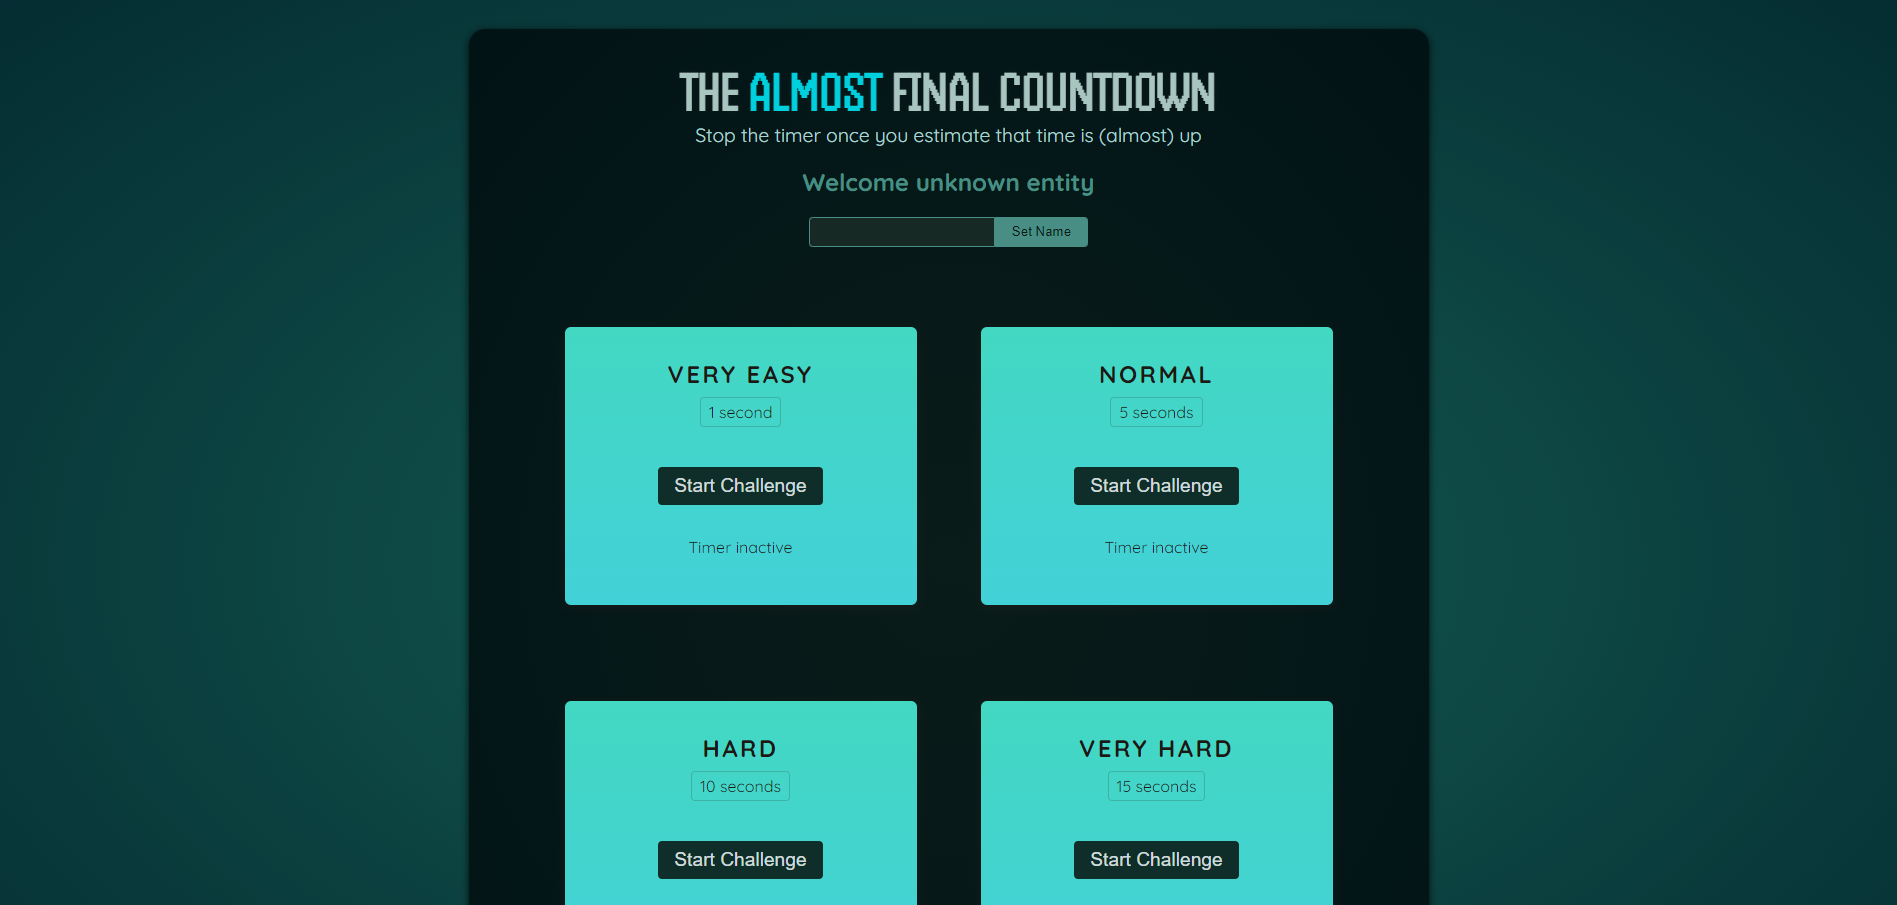 THE ALMOST FINAL COUNTDOWN
Stop the timer once you estimate that time is (almost) up
Welcome unknown entity
Set Name
VERY EASY
1 second
Start Challenge
Timer inactive
NORMAL
5 seconds
Start Challenge
Timer inactive
HARD
10 seconds
Start Challenge
VERY HARD
15 seconds
Start Challenge